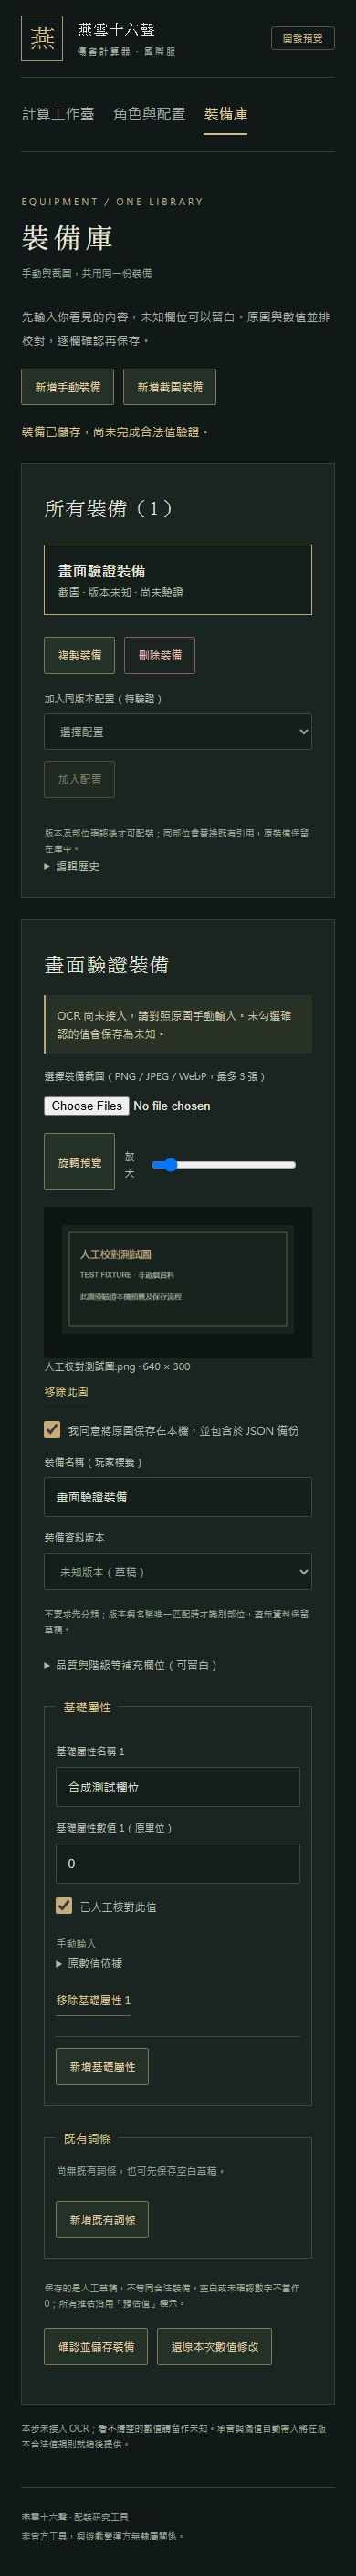 燕
燕雲十六聲
傷害計算器 · 國際服
開發預覽
計算工作臺
角色與配置
裝備庫
EQUIPMENT / ONE LIBRARY
裝備庫
手動與截圖，共用同一份裝備
先輸入你看見的內容，未知欄位可以留白。原圖與數值並排
校對，逐欄確認再保存。
新增手動裝備
新增截圖裝備
裝備已儲存，尚未完成合法值驗證。
所有裝備（1）
畫面驗證裝備
截圖 · 版本未知 · 尚未驗證
複製裝備
刪除裝備
加入同版本配置（待驗證）
選擇配置
加入配置
版本及部位確認後才可配裝；同部位會替換既有引用，原裝備保留
在庫中。
▶ 編輯歷史
畫面驗證裝備
OCR 尚未接入，請對照原圖手動輸入。未勾選確
認的值會保存為未知。
選擇裝備截圖（PNG / JPEG / WebP，最多 3 張）
Choose Files No file chosen
旋轉預覽
放
大
人工校對測試圖
TEST FIXTURE · 非遊戲資料
此圖僅驗證本機預覽及保存流程
人工校對測試圖.png · 640 × 300
移除此圖
我同意將原圖保存在本機，並包含於 JSON 備份
裝備名稱（玩家標籤）
畫面驗證裝備
裝備資料版本
未知版本（草稿）
不要求先分類；版本與名稱唯一匹配時才識別部位，查無資料保留
草稿。
▶ 品質與階級等補充欄位（可留白）
基礎屬性
基礎屬性名稱 1
合成測試欄位
基礎屬性數值 1（原單位）
0
已人工核對此值
手動輸入
▶ 原數值依據
移除基礎屬性 1
新增基礎屬性
既有詞條
尚無既有詞條，也可先保存空白草稿。
新增既有詞條
保存的是人工草稿，不等同合法裝備。空白或未確認數字不當作
0；所有推估沿用「預估值」標示。
確認並儲存裝備
還原本次數值修改
本步未接入 OCR；看不清楚的數值請留作未知。承音與滿值自動帶入將在版
本合法值規則就緒後提供。
燕雲十六聲 · 配裝研究工具
非官方工具，與遊戲營運方無隸屬關係。